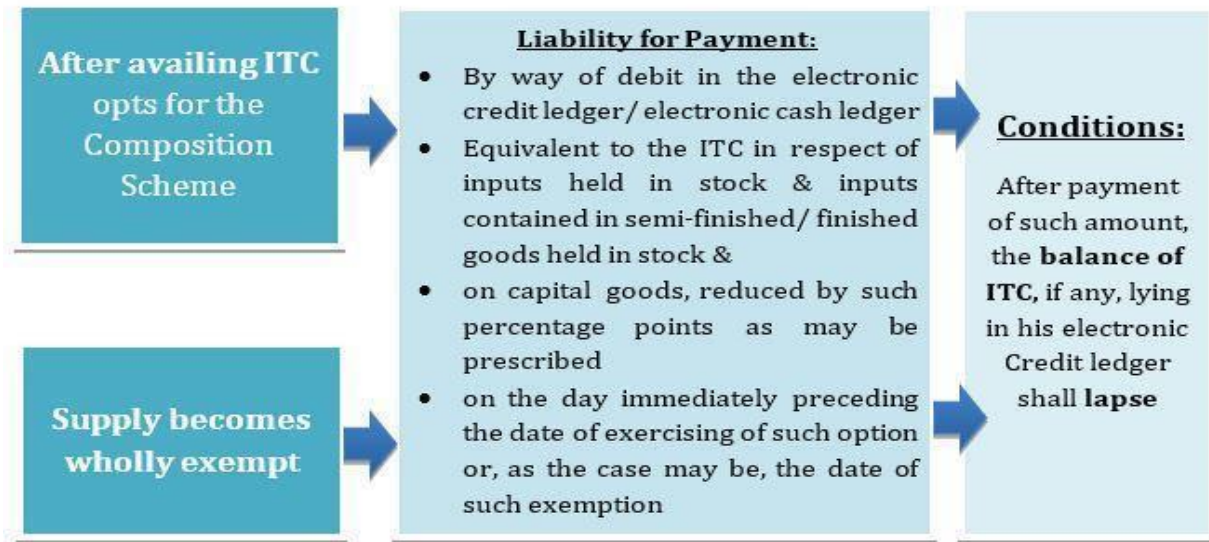 After availing ITC
opts for the
Composition
Scheme
Supply becomes
wholly exempt
Liability for Payment:
• By way of debit in the electronic
credit ledger/ electronic cash ledger
• Equivalent to the ITC in respect of
inputs held in stock & inputs
contained in semi-finished/ finished
goods held in stock &
• on capital goods, reduced by such
percentage points as may be
prescribed
• on the day immediately preceding
the date of exercising of such option
or, as the case may be, the date of
such exemption
Conditions:
After payment
of such amount,
the balance of
ITC, if any, lying
in his electronic
Credit ledger
shall lapse